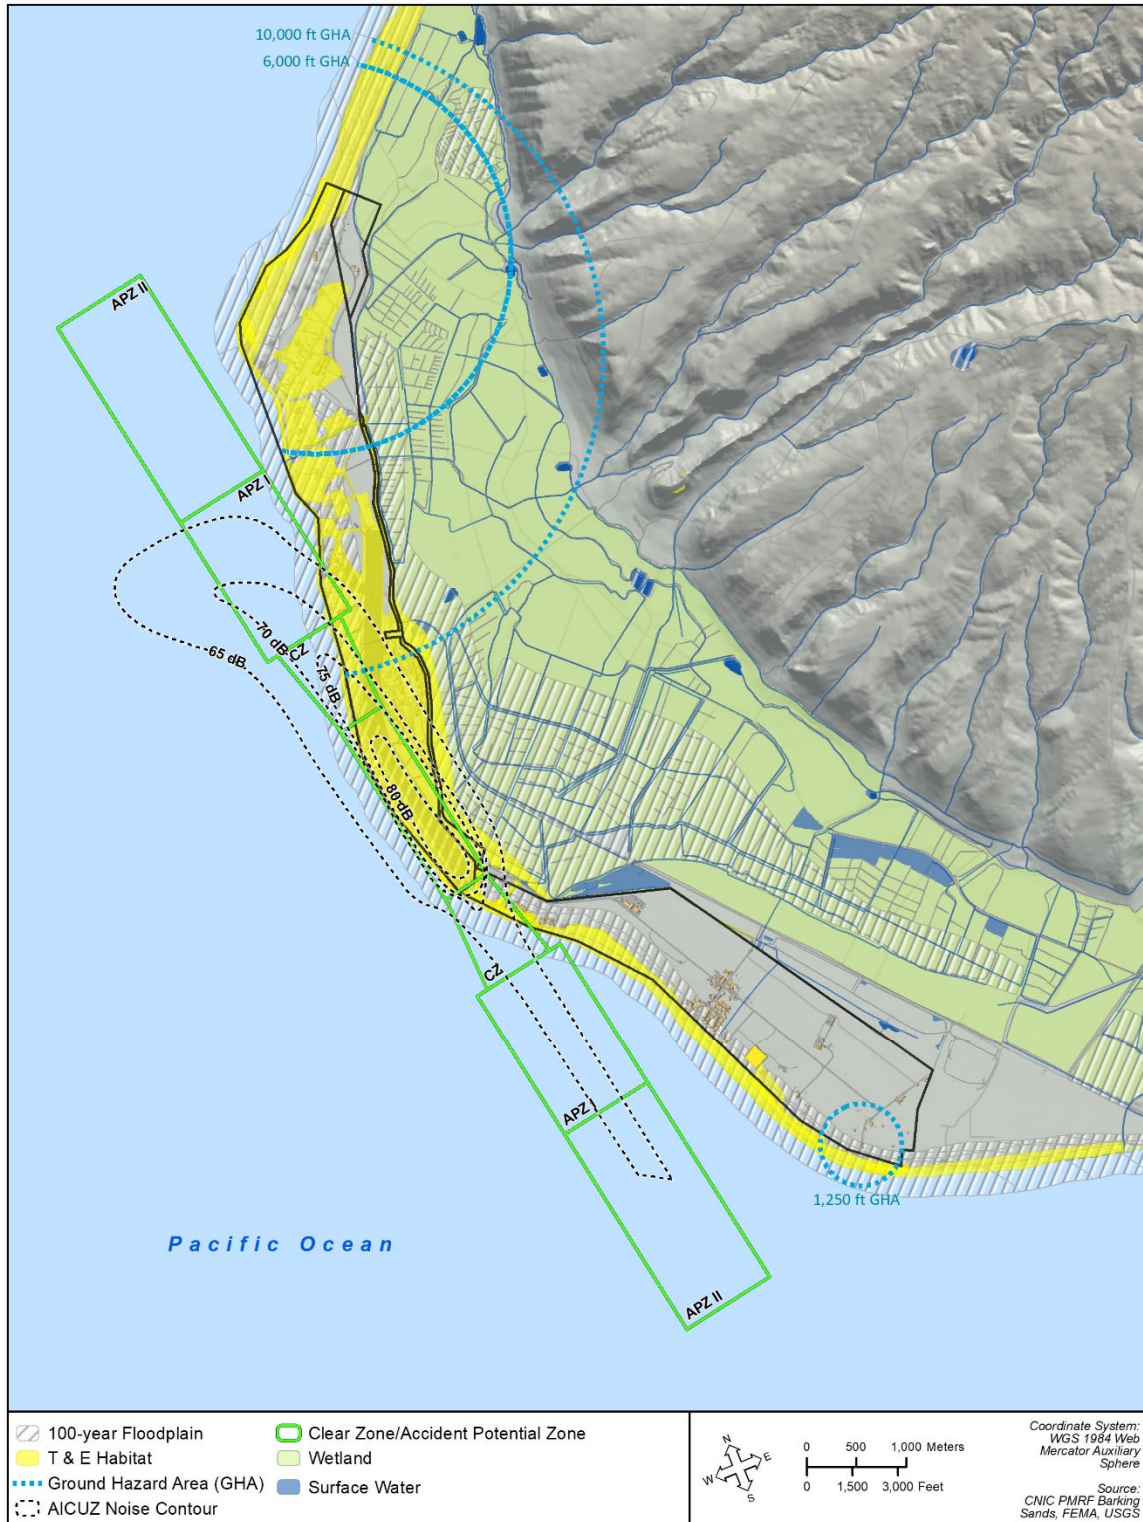 10,000 ft GHA
6,000 ft GHA
APZ II
APZ I
70 dB
CZ
65 dB
75 dB
80 dB
CZ
APZ I
1,250 ft GHA
Pacific Ocean
APZ II
100-year Floodplain
T & E Habitat
Ground Hazard Area (GHA)
AICUZ Noise Contour
Clear Zone/Accident Potential Zone
Wetland
Surface Water
N
E
W
S
0 500 1,000 Meters
0 1,500 3,000 Feet
Coordinate System:
WGS 1984 Web
Mercator Auxiliary
Sphere
Source:
CNIC PMRF Barking
Sands, FEMA, USGS